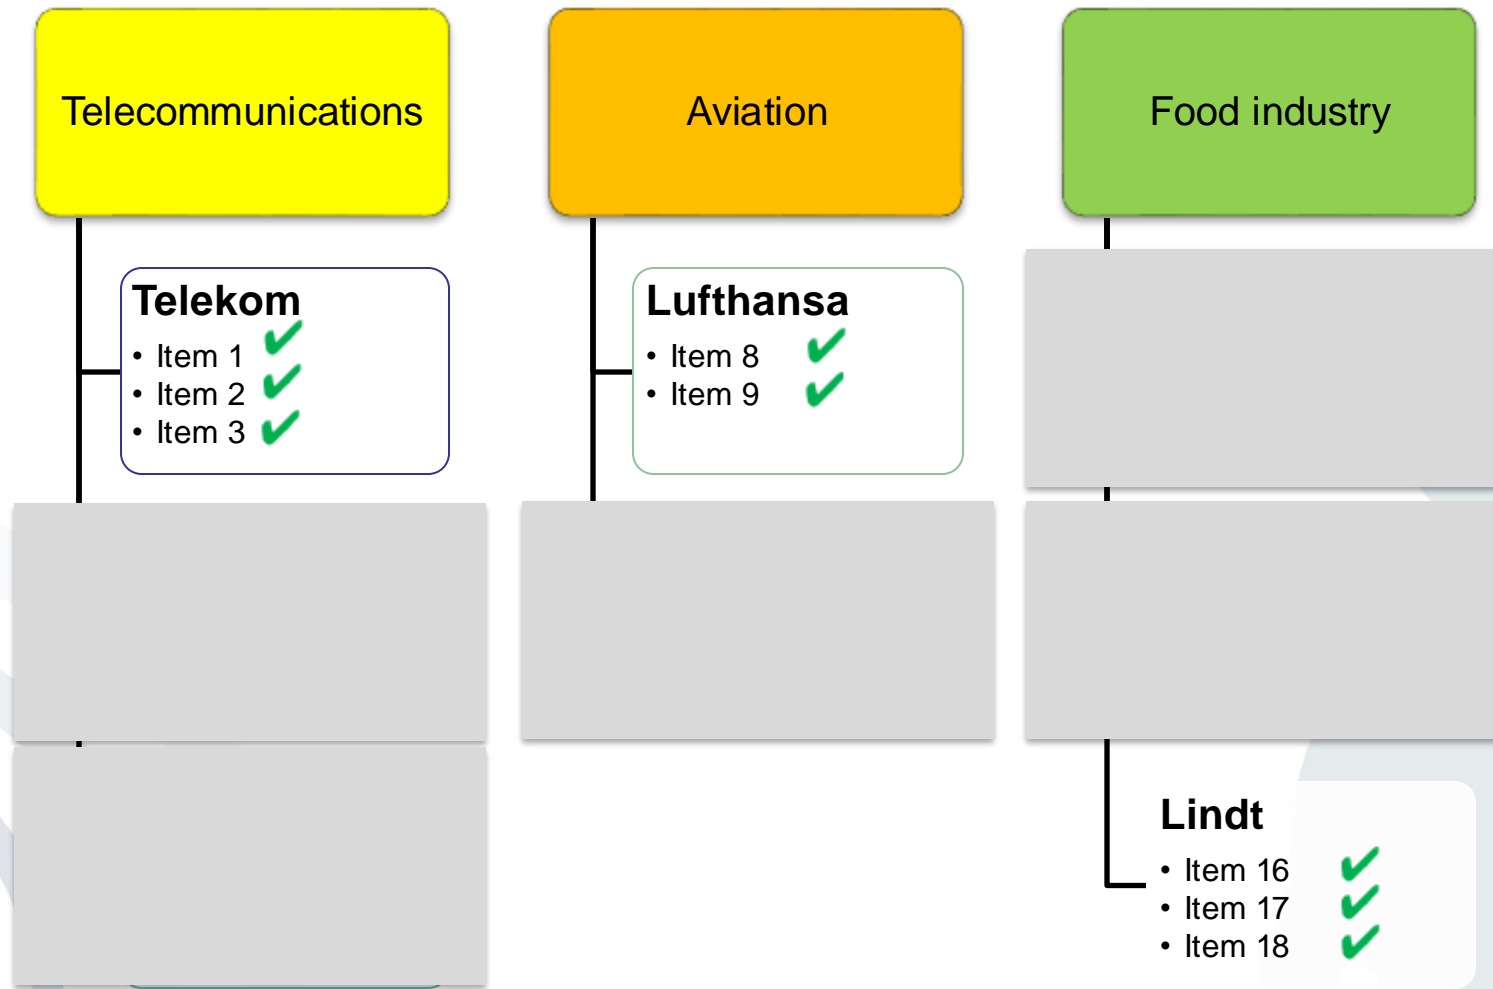 Telecommunications
Telekom
• Item 1 ✔
• Item 2 ✔
• Item 3 ✔
Aviation
Lufthansa
• Item 8 ✔
• Item 9 ✔
Food industry
Lindt
• Item 16 ✔
• Item 17 ✔
• Item 18 ✔